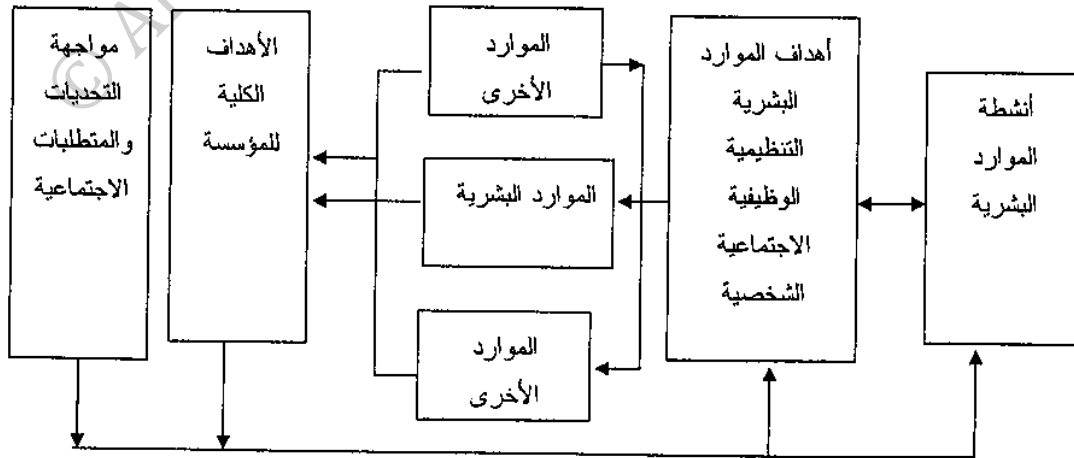 أنشطة
الموارد
البشرية
أهداف الموارد
البشرية
التنظيمية
الوظيفية
الاجتماعية
الشخصية
الموارد
الأخرى
الموارد البشرية
الموارد
الأخرى
الأهداف
الكلية
للمؤسسة
مواجهة
التحديات
والمتطلبات
الاجتماعية
©